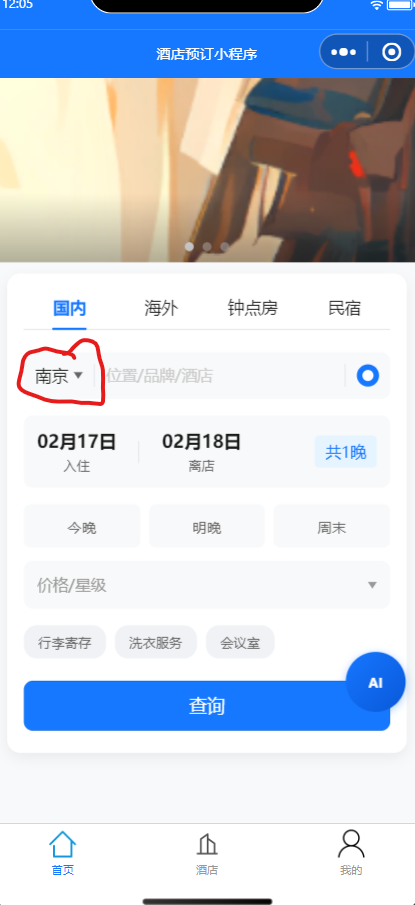 12:05
酒店预订小程序
国内 海外 钟点房 民宿
南京 位置/品牌/酒店
02月17日 02月18日 共1晚
入住 离店
今晚 明晚 周末
价格/星级
行李寄存 洗衣服务 会议室
AI
查询
首页 酒店 我的